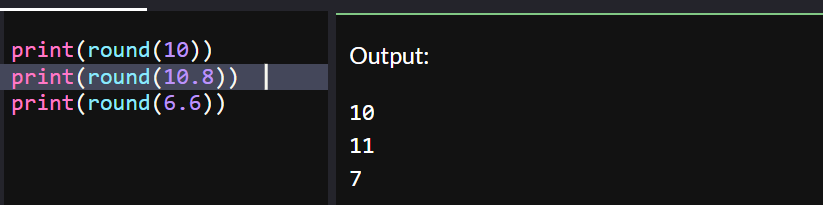 print(round(10))
print(round(10.8))
print(round(6.6))
Output:
10
11
7